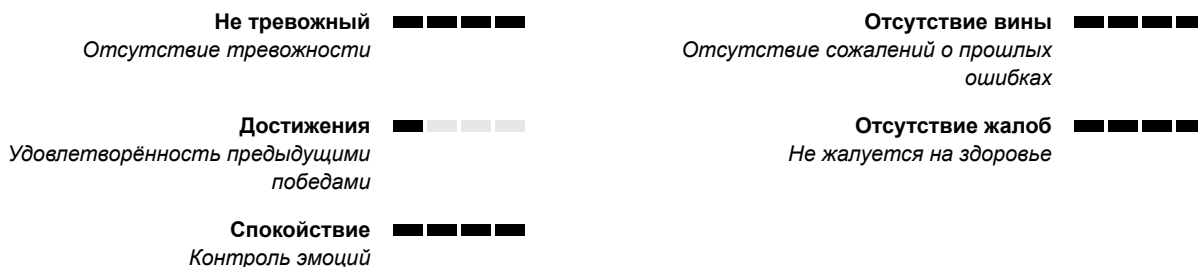 Не тревожный
Отсутствие тревожности
Достижения
Удовлетворённость предыдущими
победами
Спокойствие
Контроль эмоций
Отсутствие вины
Отсутствие сожалений о прошлых
ошибках
Отсутствие жалоб
Не жалуется на здоровье